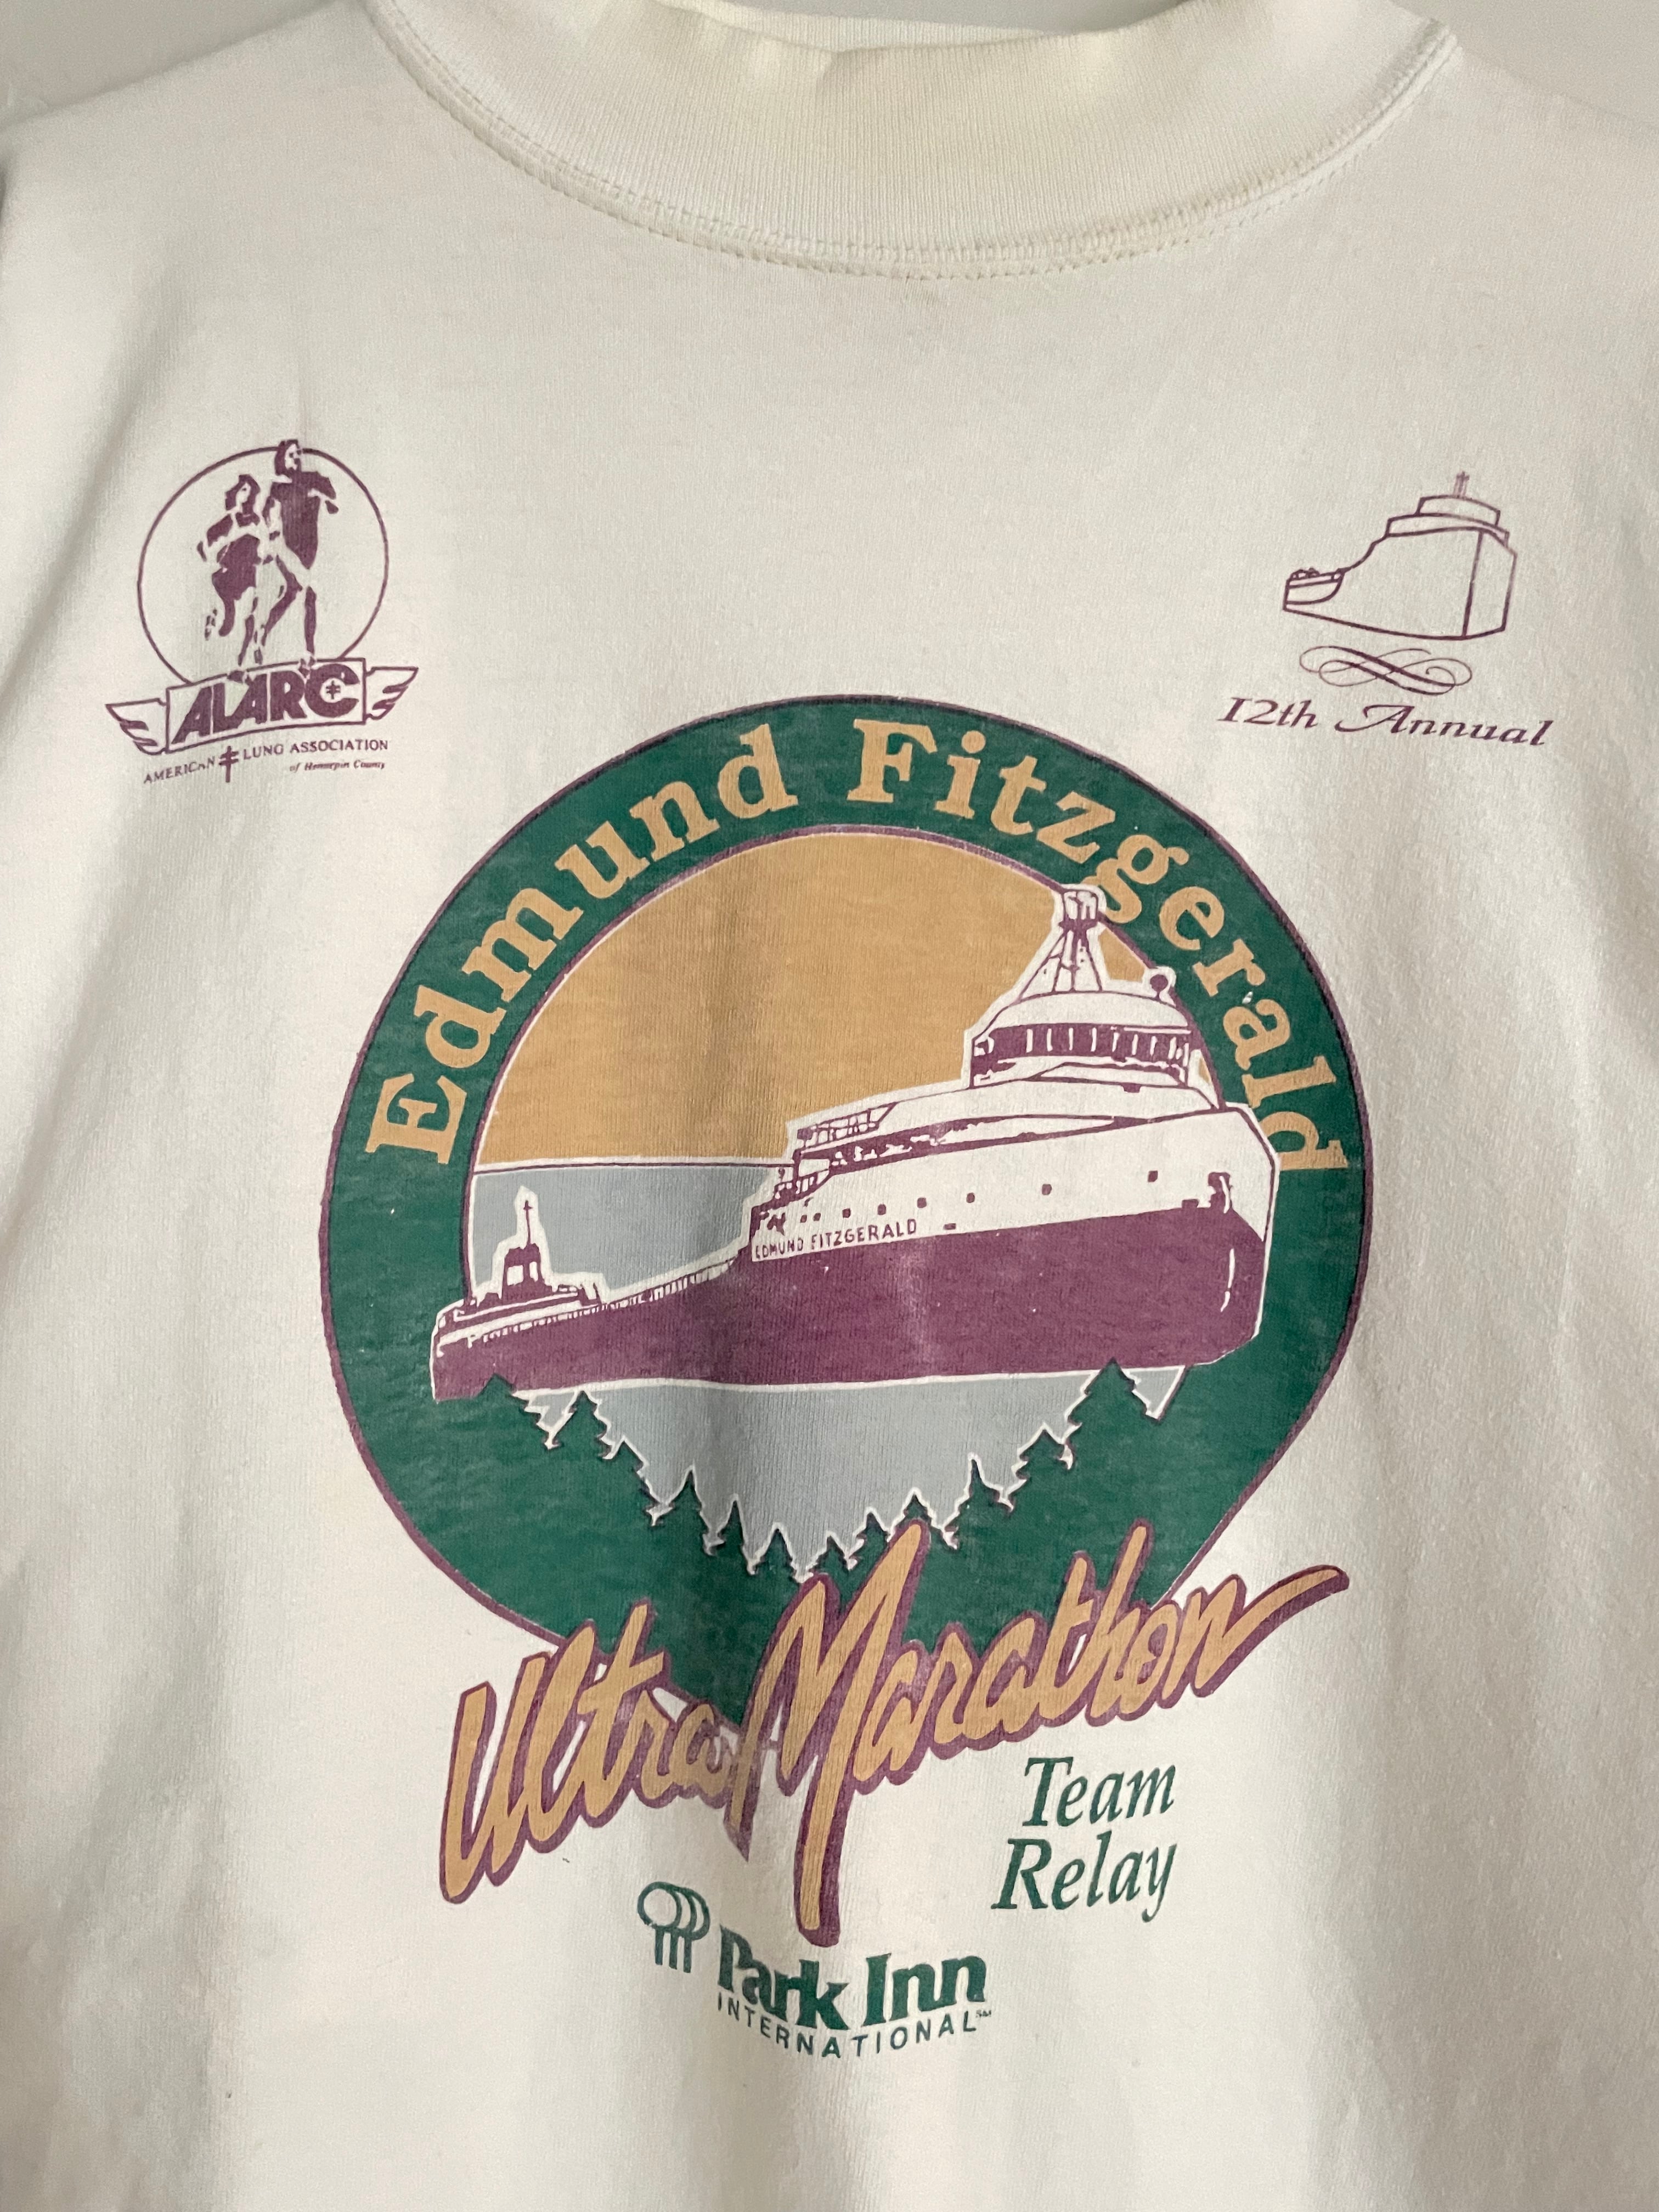 ALARC
AMERICAN LUNG ASSOCIATION
of Hennepin County
12th Annual
Edmund Fitzgerald
EDMUND FITZGERALD
Ultra Marathon
Team
Relay
Park Inn
INTERNATIONAL℠